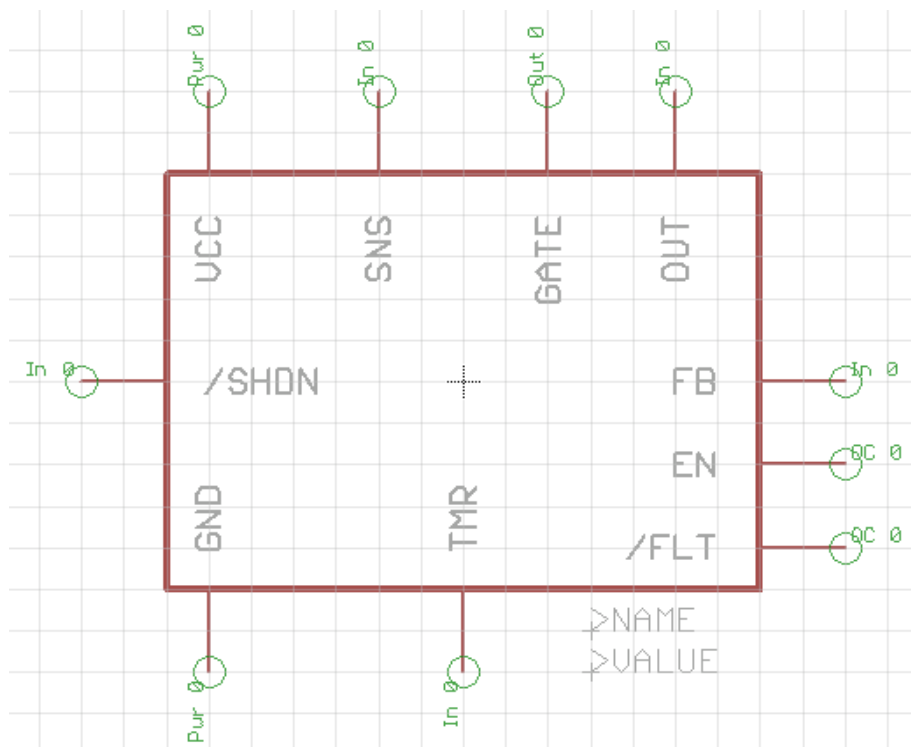 Pwr 0
In 0
Out 0
In 0
VCC
SNS
GATE
OUT
In 0
/SHDN
FB
In 0
EN
OC 0
GND
TMR
/FLT
OC 0
>NAME
>VALUE
Pwr 0
In 0